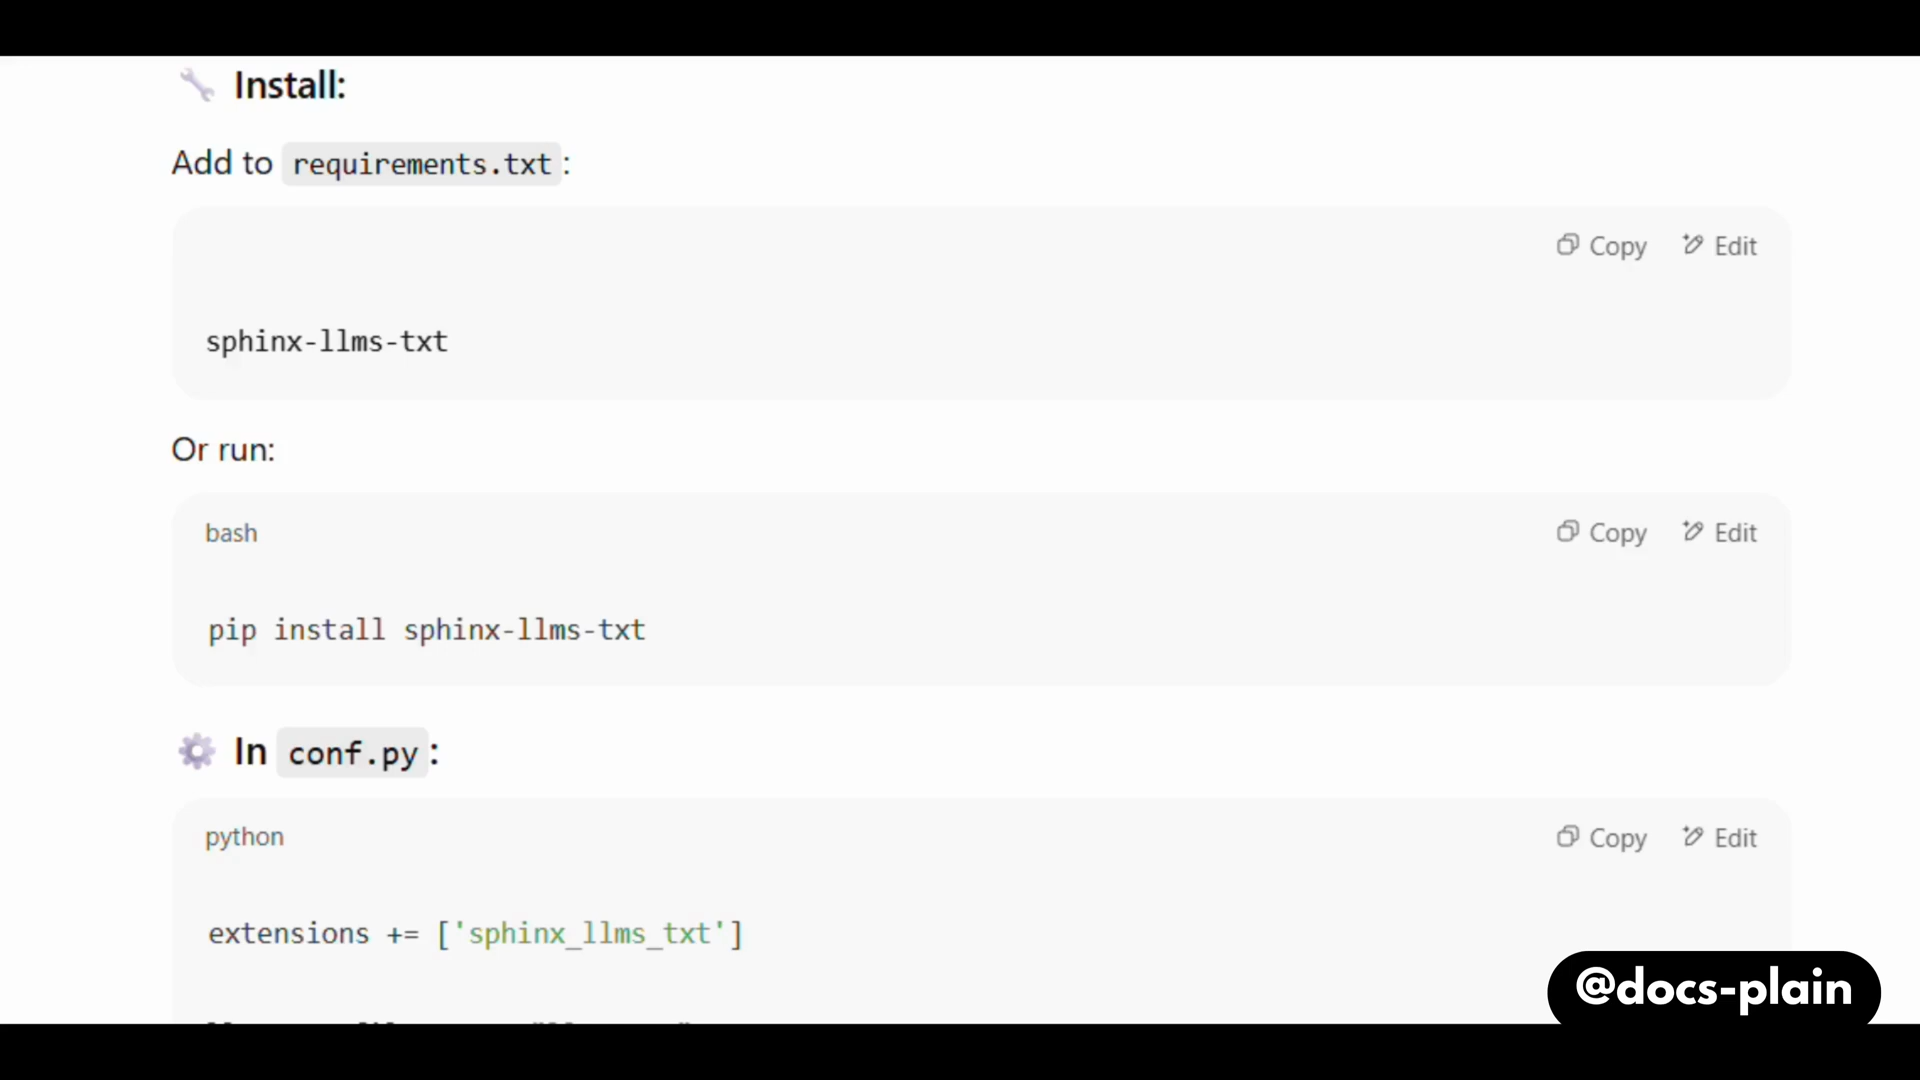 Install:
Add to requirements.txt:
Copy Edit
sphinx-llms-txt
Or run:
bash Copy Edit
pip install sphinx-llms-txt
In conf.py:
python Copy Edit
extensions += ['sphinx_llms_txt']
@docs-plain